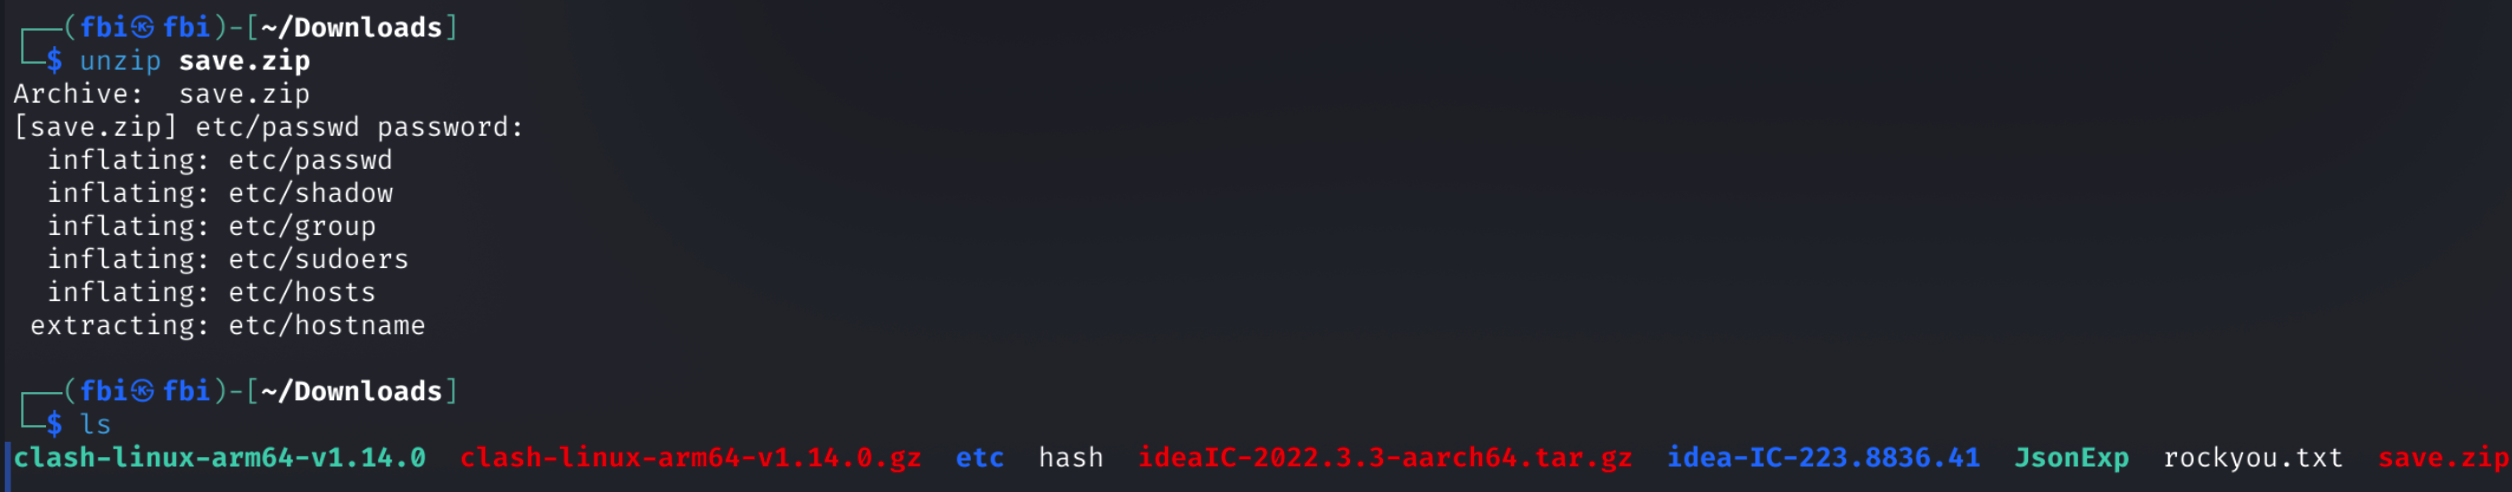 ┌──(fbi㉿fbi)-[~/Downloads]
└─$ unzip save.zip
Archive:  save.zip
[save.zip] etc/passwd password:
  inflating: etc/passwd
  inflating: etc/shadow
  inflating: etc/group
  inflating: etc/sudoers
  inflating: etc/hosts
 extracting: etc/hostname
┌──(fbi㉿fbi)-[~/Downloads]
└─$ ls
clash-linux-arm64-v1.14.0  clash-linux-arm64-v1.14.0.gz  etc  hash  ideaIC-2022.3.3-aarch64.tar.gz  idea-IC-223.8836.41  JsonExp  rockyou.txt  save.zip